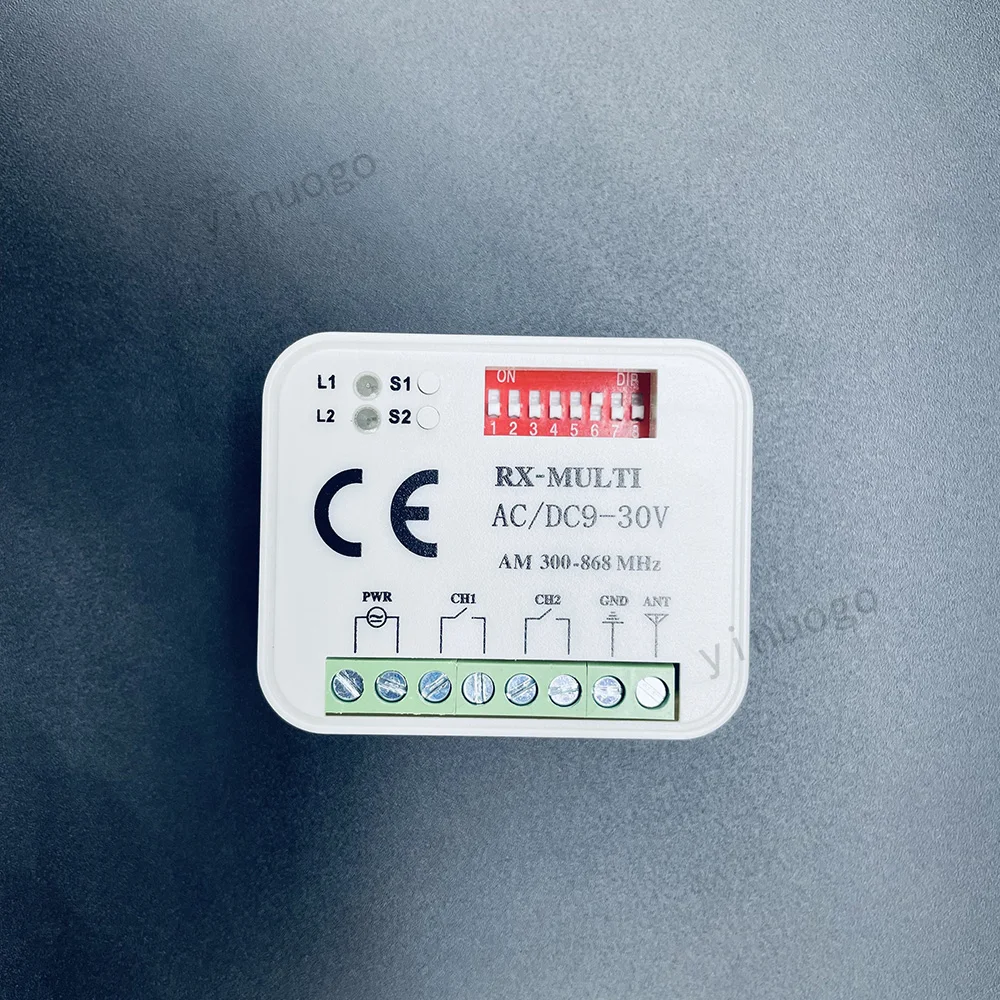 yinuogo
L1 S1
L2 S2
ON DIP
1 2 3 4 5 6 7 8
CE
RX-MULTI
AC/DC9-30V
AM 300-868 MHz
PWR CH1 CH2 GND ANT
yinuogo